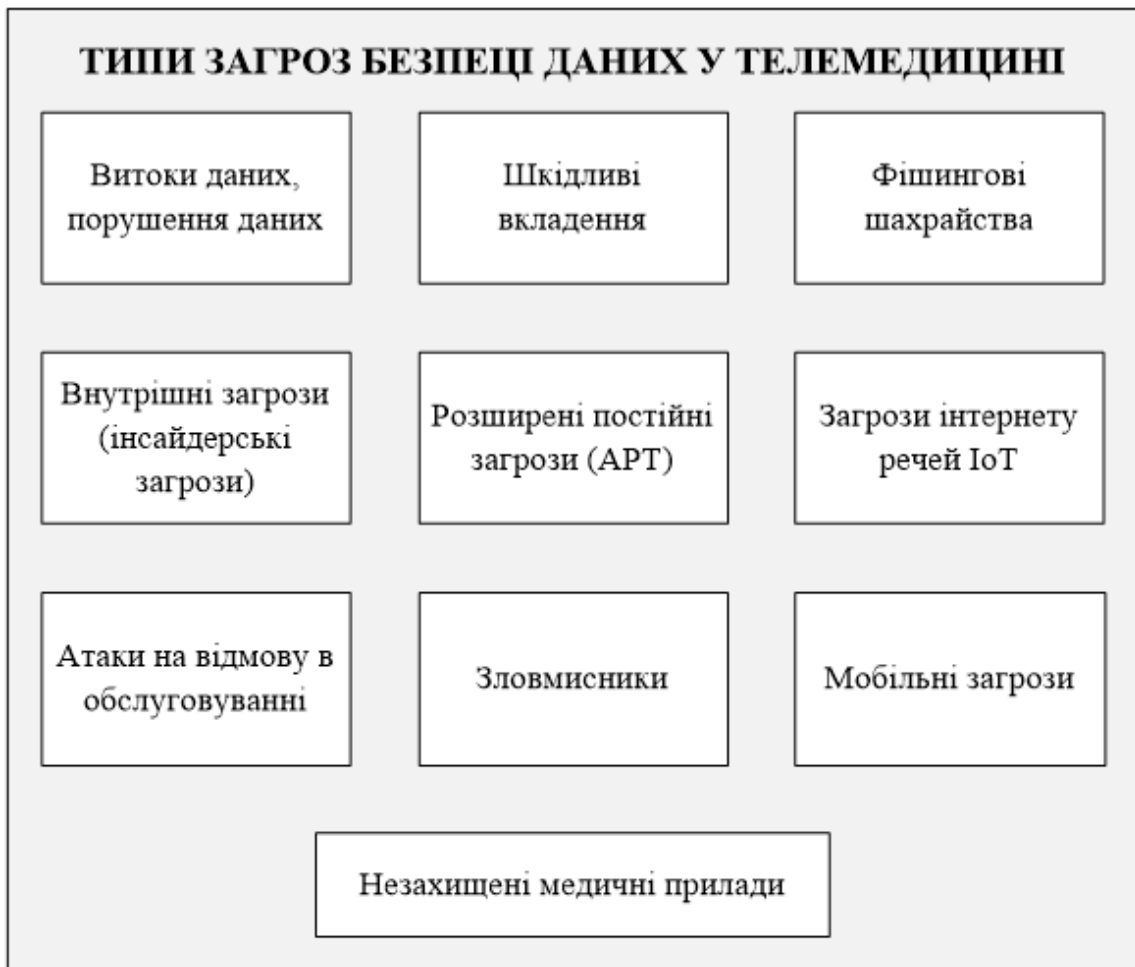 ТИПИ ЗАГРОЗ БЕЗПЕЦІ ДАНИХ У ТЕЛЕМЕДИЦИНІ
Витоки даних,
порушення даних
Шкідливі
вкладення
Фішингові
шахрайства
Внутрішні загрози
(інсайдерські
загрози)
Розширені постійні
загрози (APT)
Загрози інтернету
речей IoT
Атаки на відмову в
обслуговуванні
Зловмисники
Мобільні загрози
Незахищені медичні прилади